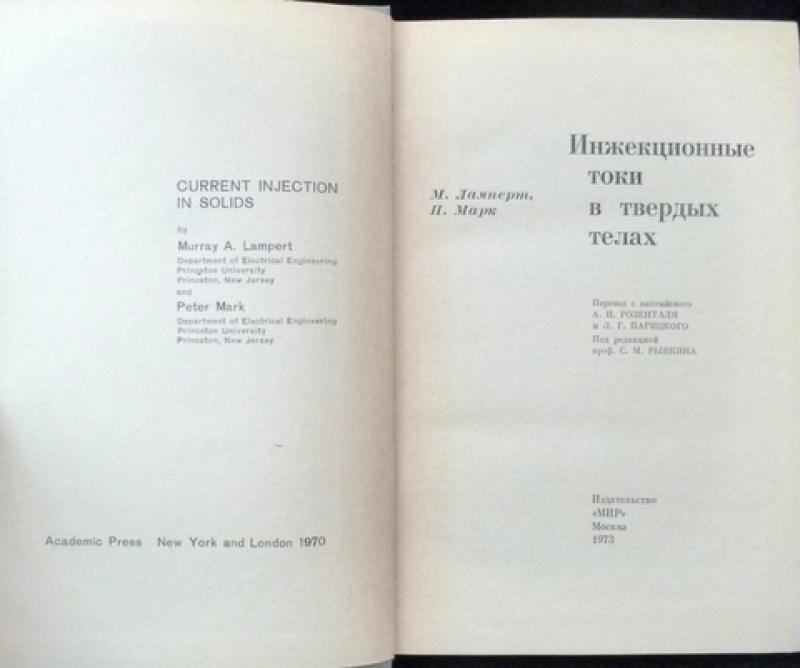 CURRENT INJECTION
IN SOLIDS
by
Murray A. Lampert
Department of Electrical Engineering
Princeton University
Princeton, New Jersey
and
Peter Mark
Department of Electrical Engineering
Princeton University
Princeton, New Jersey
Academic Press New York and London 1970
М. Ламперт,
П. Марк
Инжекционные
токи
в твердых
телах
Перевод с английского
А. И. РОЗЕНТАЛЯ
и Л. Г. ПАРИЦКОГО
Под редакцией
проф. С. М. РЫВКИНА
Издательство
«МИР»
Москва
1973